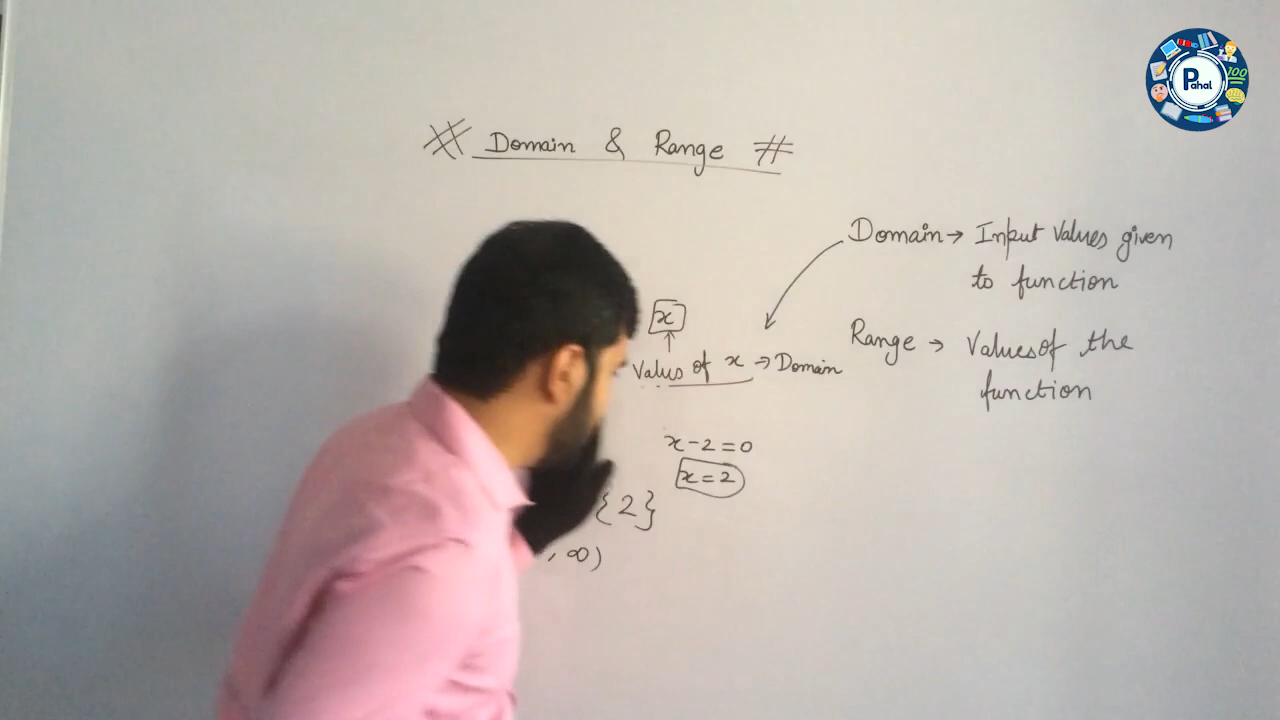 # Domain & Range #
Domain → Input Values given
to function
x
Values of x → Domain
Range → Values of the
function
x-2=0
x=2
{2}
, ∞)
Pahal
100